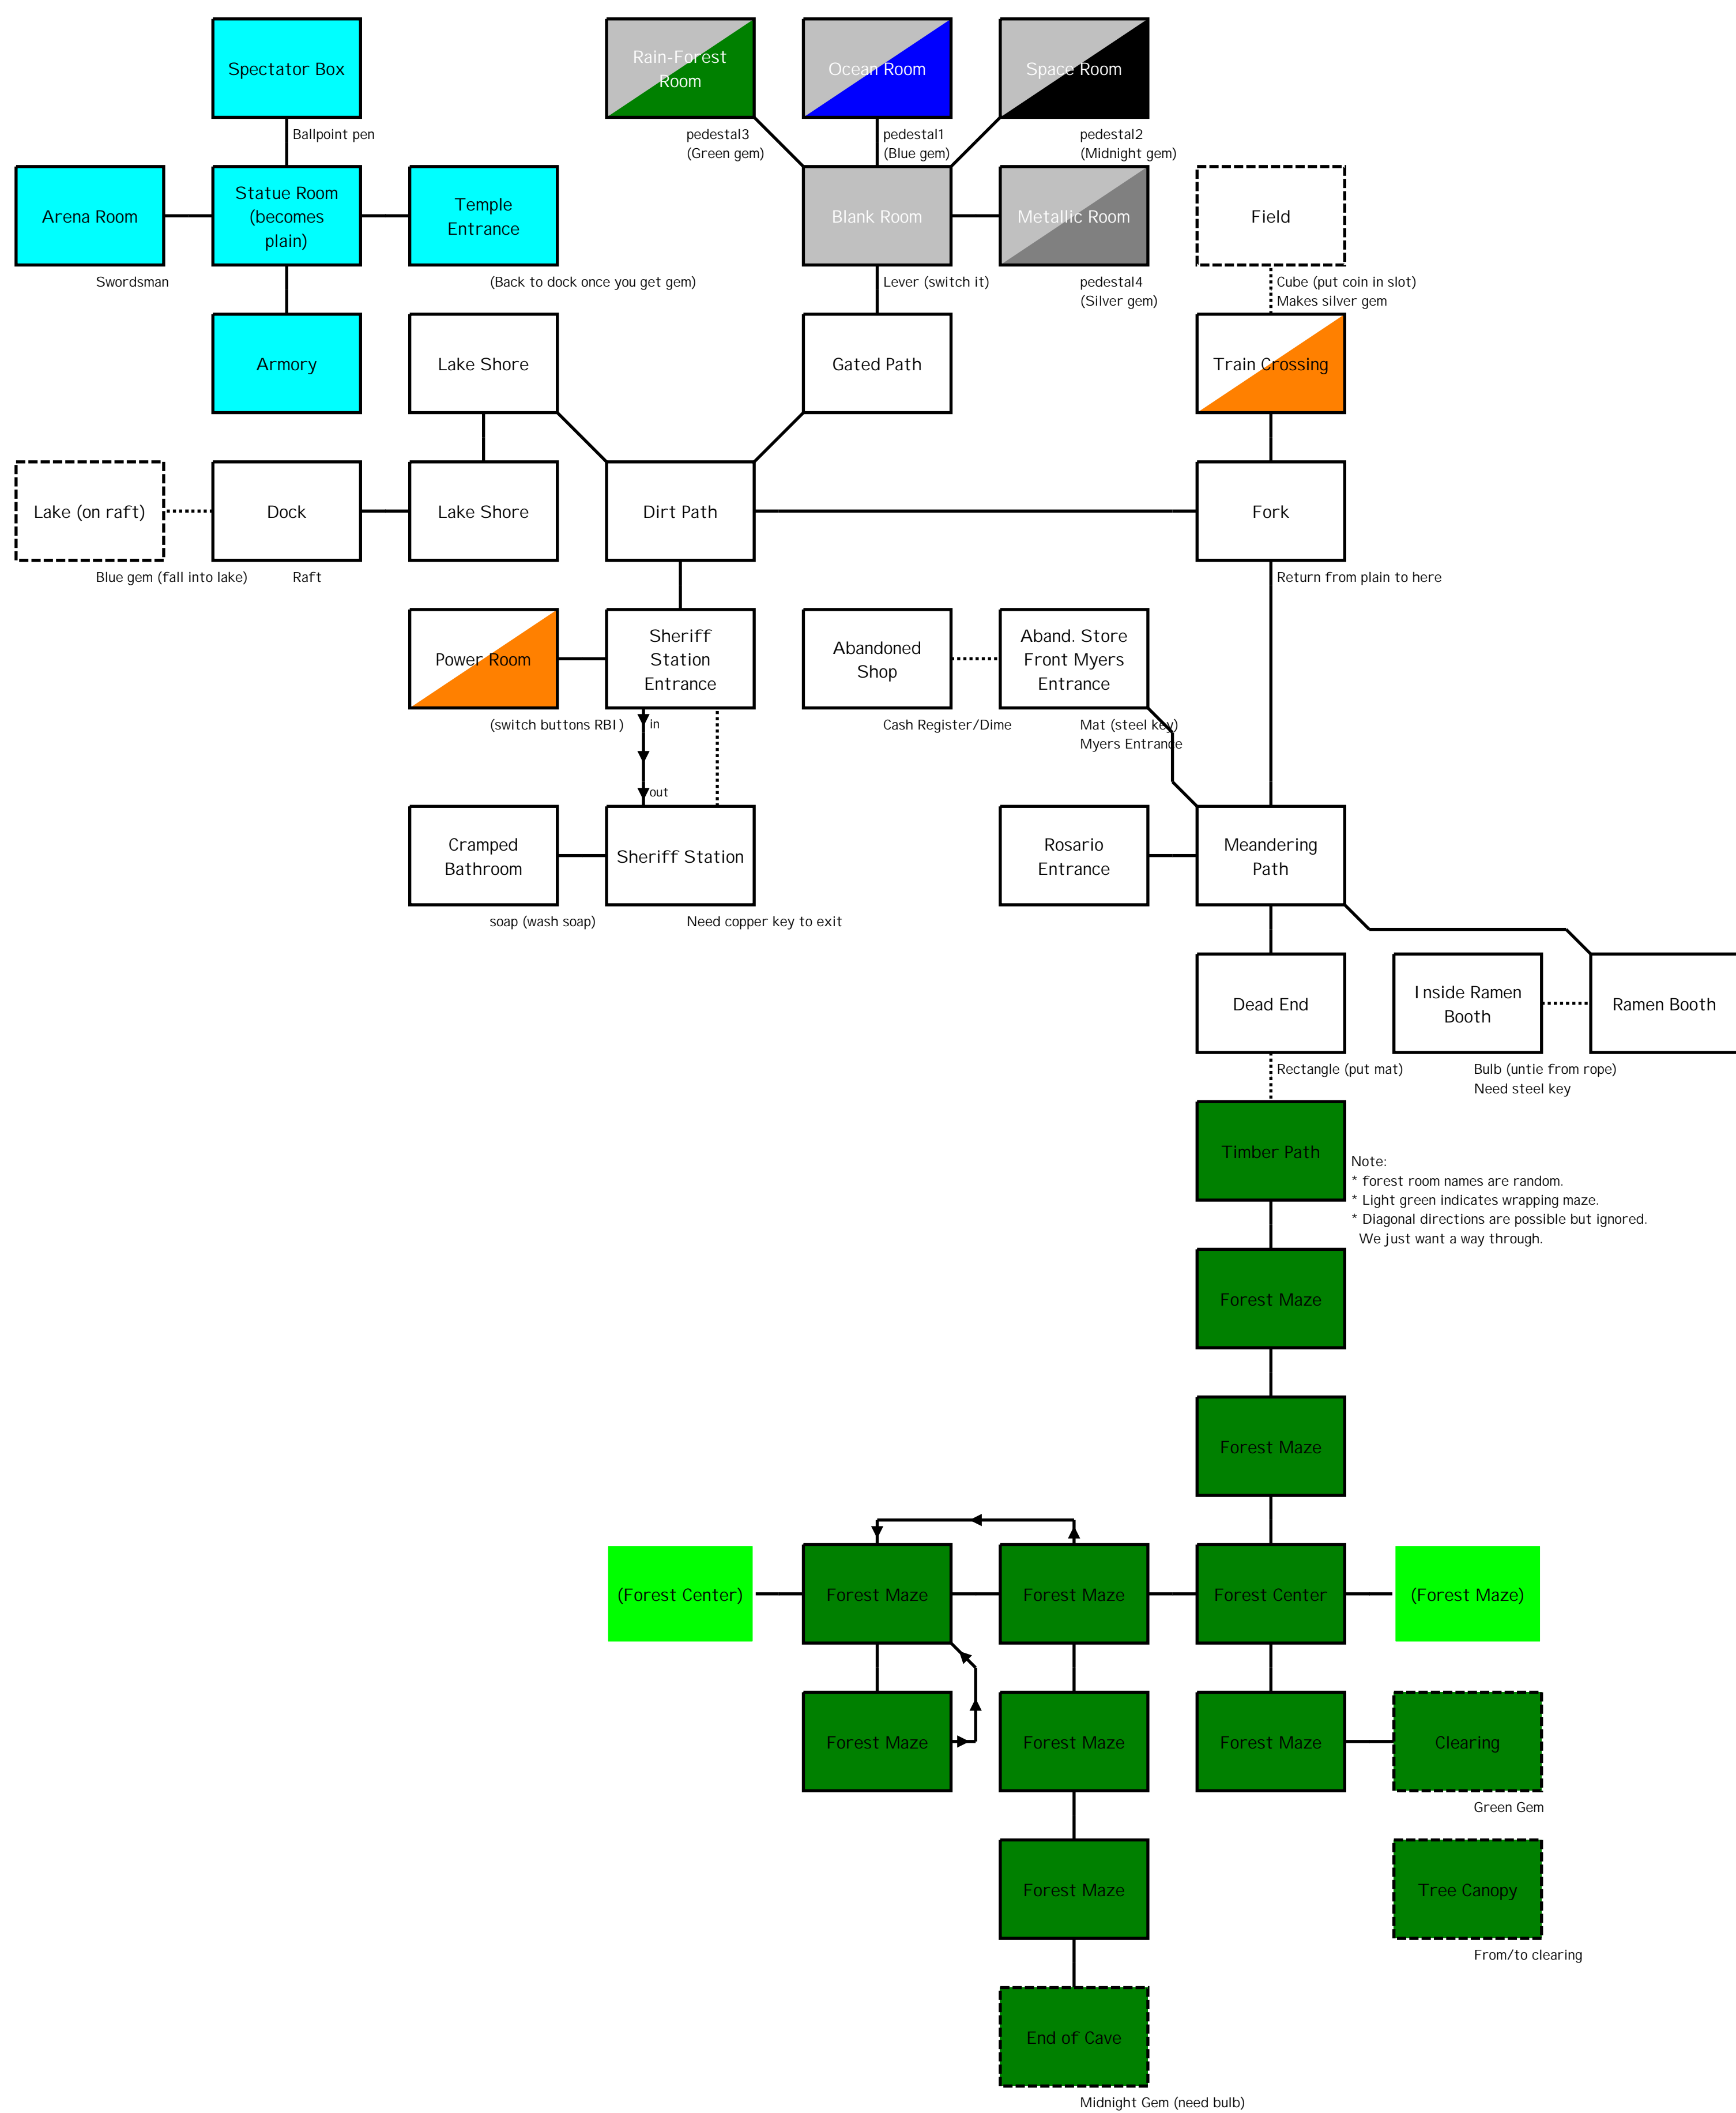 Spectator Box
Rain-Forest
Room
Ocean Room
Space Room
Ballpoint pen
pedestal3
(Green gem)
pedestal1
(Blue gem)
pedestal2
(Midnight gem)
Arena Room
Statue Room
(becomes
plain)
Temple
Entrance
Blank Room
Metallic Room
Field
Swordsman
(Back to dock once you get gem)
Lever (switch it)
pedestal4
(Silver gem)
Cube (put coin in slot)
Makes silver gem
Armory
Lake Shore
Gated Path
Train Crossing
Lake (on raft)
Dock
Lake Shore
Dirt Path
Fork
Blue gem (fall into lake)
Raft
Return from plain to here
Power Room
Sheriff
Station
Entrance
Abandoned
Shop
Aband. Store
Front Myers
Entrance
(switch buttons RBI)
in
Cash Register/Dime
Mat (steel key)
Myers Entrance
out
Cramped
Bathroom
Sheriff Station
Rosario
Entrance
Meandering
Path
soap (wash soap)
Need copper key to exit
Dead End
Inside Ramen
Booth
Ramen Booth
Rectangle (put mat)
Bulb (untie from rope)
Need steel key
Timber Path
Note:
* forest room names are random.
* Light green indicates wrapping maze.
* Diagonal directions are possible but ignored.
We just want a way through.
Forest Maze
Forest Maze
(Forest Center)
Forest Maze
Forest Maze
Forest Center
(Forest Maze)
Forest Maze
Forest Maze
Forest Maze
Clearing
Green Gem
Forest Maze
Tree Canopy
From/to clearing
End of Cave
Midnight Gem (need bulb)